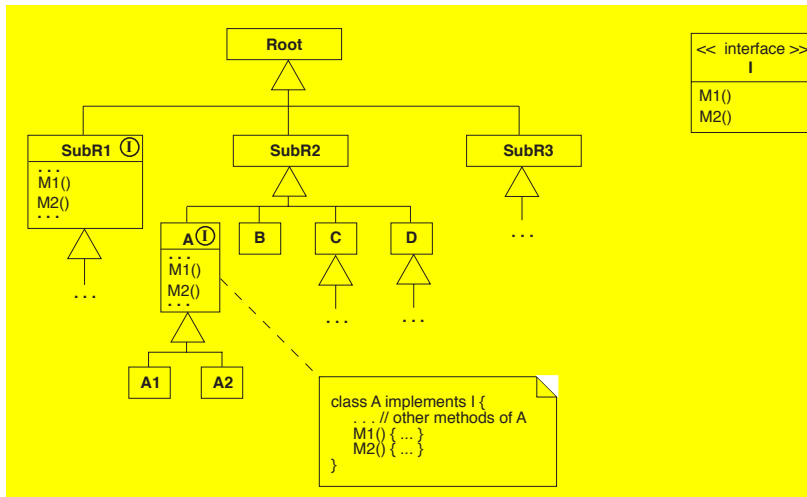 Root
<< interface >>
I
M1()
M2()
SubR1 I
. . .
M1()
M2()
. . .
SubR2
SubR3
. . .
A I
. . .
M1()
M2()
. . .
B
C
D
. . .
. . .
. . .
A1
A2
class A implements I {
. . . // other methods of A
M1() { ... }
M2() { ... }
}